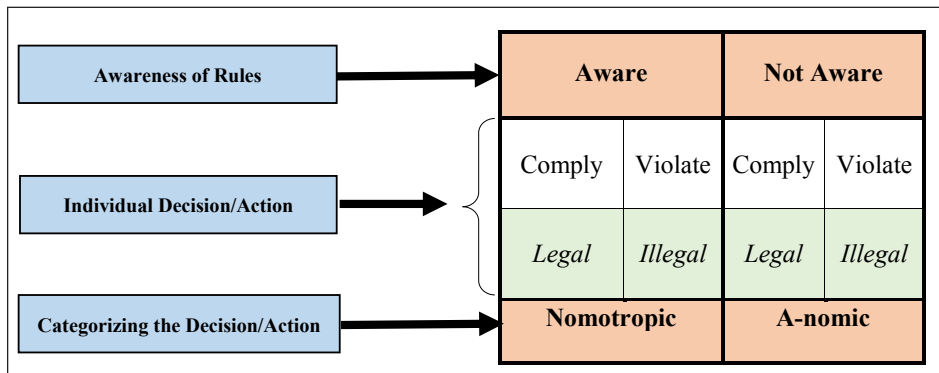 Awareness of Rules
Aware
Not Aware
Comply
Violate
Comply
Violate
Individual Decision/Action
Legal
Illegal
Legal
Illegal
Categorizing the Decision/Action
Nomotropic
A-nomic